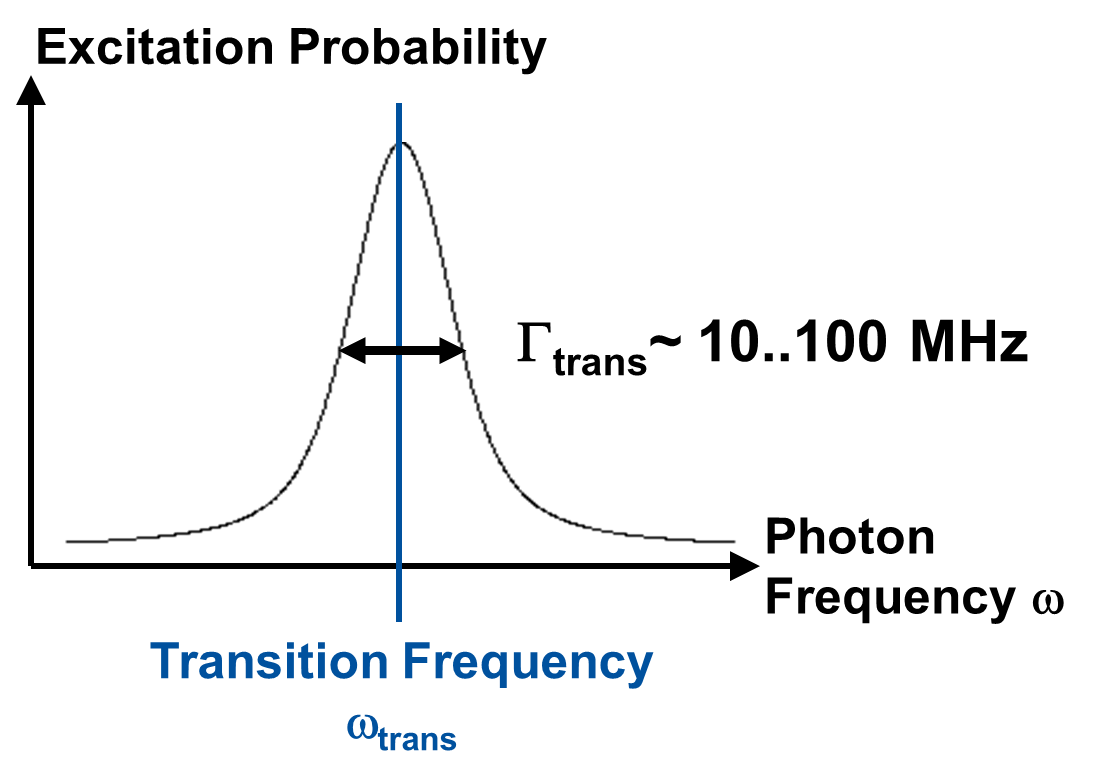 Excitation Probability
Γtrans~ 10..100 MHz
Photon
Frequency ω
Transition Frequency
ωtrans